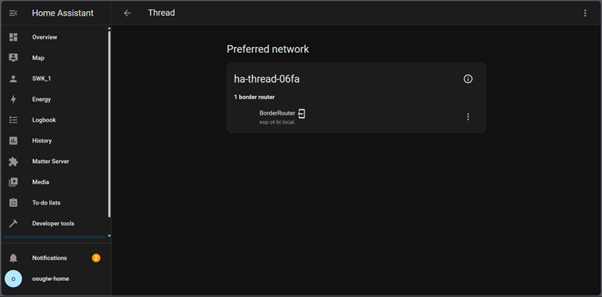 Home Assistant
Thread
Overview
Map
SWK_1
Energy
Logbook
History
Matter Server
Media
To-do lists
Developer tools
Notifications
2
o
osugiw-home
Preferred network
ha-thread-06fa
1 border router
BorderRouter
esp-ot-br.local.